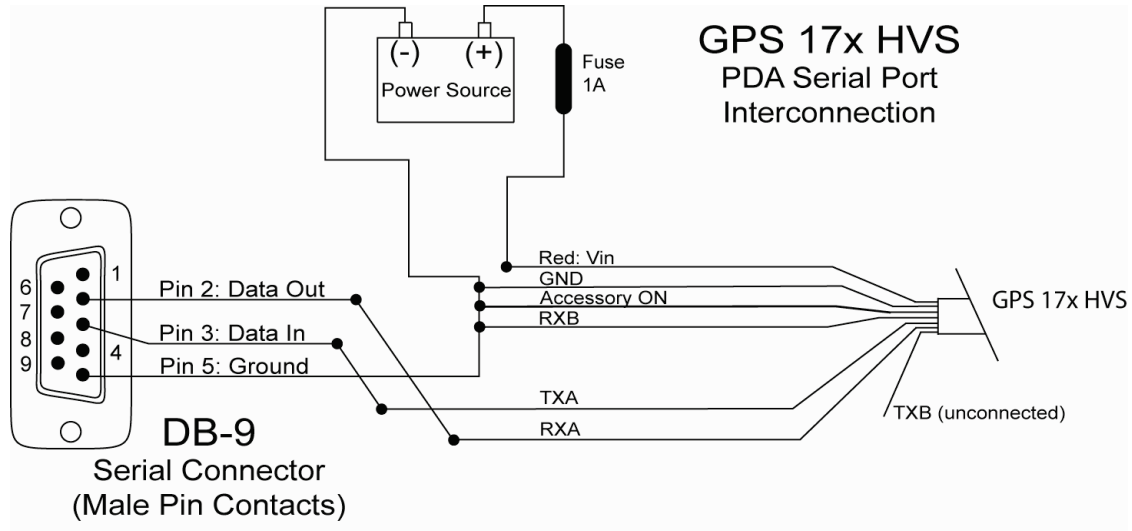 GPS 17x HVS
PDA Serial Port
Interconnection
(-) (+)
Power Source
Fuse
1A
1
6
7
8
9
4
Pin 2: Data Out
Pin 3: Data In
Pin 5: Ground
Red: Vin
GND
Accessory ON
RXB
GPS 17x HVS
TXA
RXA
TXB (unconnected)
DB-9
Serial Connector
(Male Pin Contacts)